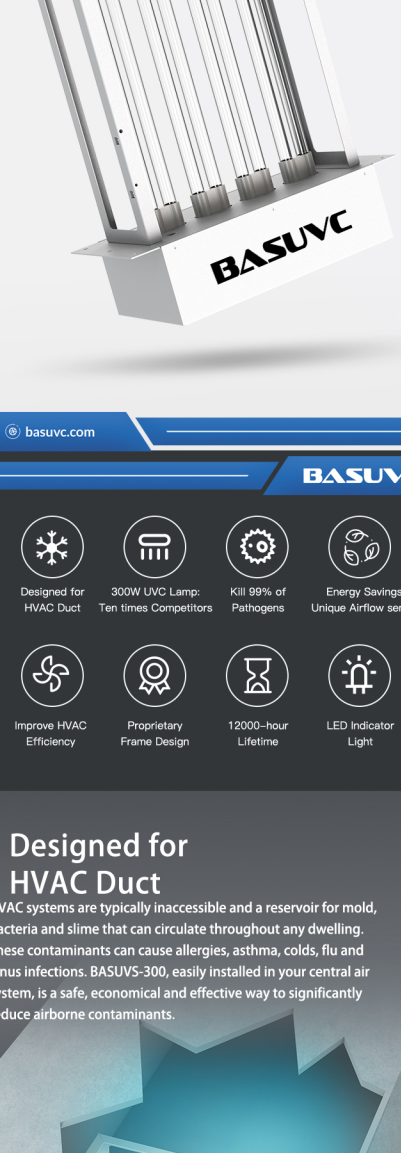 BASUVC
basuvc.com
BASUV
Designed for
HVAC Duct
300W UVC Lamp:
Ten times Competitors
Kill 99% of
Pathogens
Energy Savings
Unique Airflow
Improve HVAC
Efficiency
Proprietary
Frame Design
12000-hour
Lifetime
LED Indicator
Light
Designed for
HVAC Duct
VAC systems are typically inaccessible and a reservoir for mold,
acteria and slime that can circulate throughout any dwelling.
hese contaminants can cause allergies, asthma, colds, flu and
nus infections. BASUVS-300, easily installed in your central air
ystem, is a safe, economical and effective way to significantly
educe airborne contaminants.